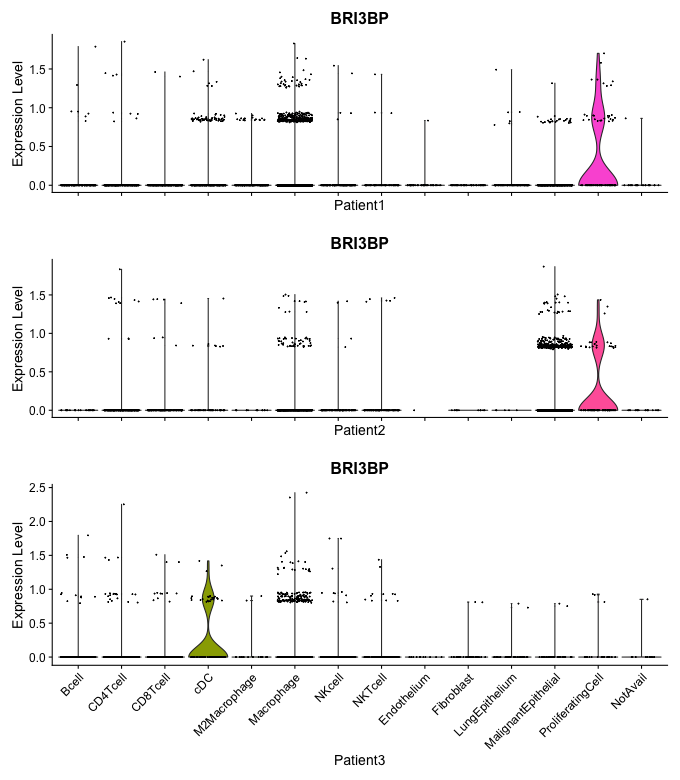 BRI3BP
Expression Level
1.5
1.0
0.5
0.0
Patient1
BRI3BP
Expression Level
1.5
1.0
0.5
0.0
Patient2
BRI3BP
Expression Level
2.5
2.0
1.5
1.0
0.5
0.0
Bcell
CD4Tcell
CD8Tcell
cDC
M2Macrophage
Macrophage
NKcell
NKTcell
Endothelium
Fibroblast
LungEpithelium
MalignantEpithelial
ProliferatingCell
NotAvail
Patient3